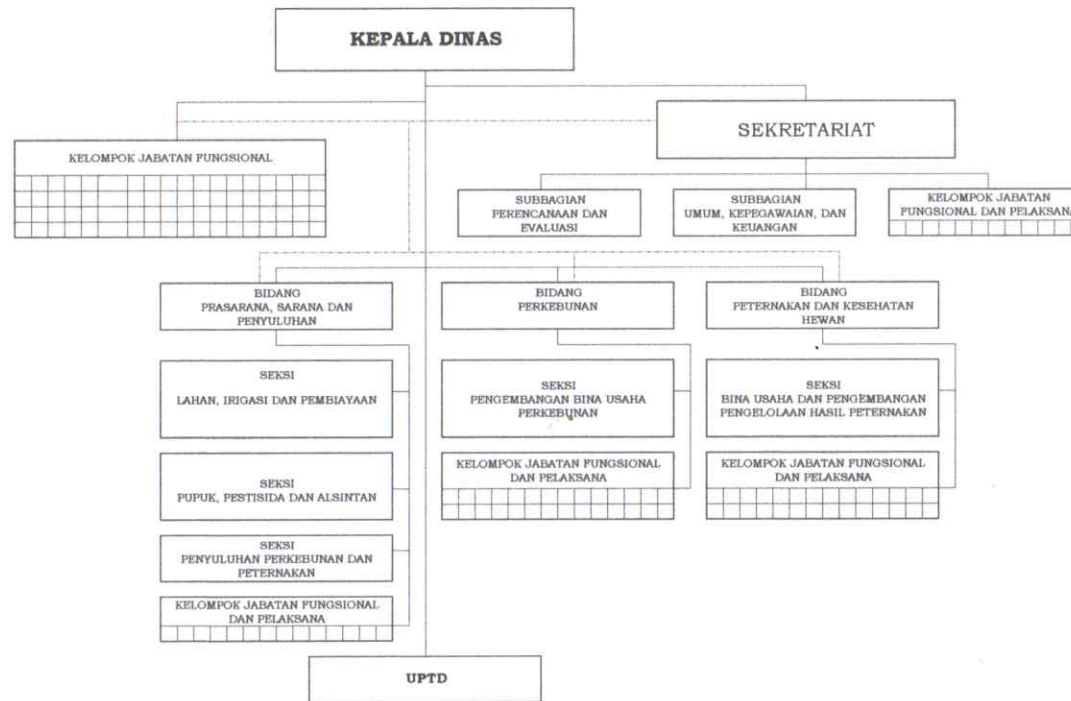 KEPALA DINAS
SEKRETARIAT
KELOMPOK JABATAN FUNGSIONAL
SUBBAGIAN
PERENCANAAN DAN
EVALUASI
SUBBAGIAN
UMUM, KEPEGAWAIAN, DAN
KEUANGAN
KELOMPOK JABATAN
FUNGSIONAL DAN PELAKSANA
BIDANG
PRASARANA, SARANA DAN
PENYULUHAN
BIDANG
PERKEBUNAN
BIDANG
PETERNAKAN DAN KESEHATAN
HEWAN
SEKSI
LAHAN, IRIGASI DAN PEMBIAYAAN
SEKSI
PENGEMBANGAN BINA USAHA
PERKEBUNAN
SEKSI
BINA USAHA DAN PENGEMBANGAN
PENGELOLAAN HASIL PETERNAKAN
SEKSI
PUPUK, PESTISIDA DAN ALSINTAN
KELOMPOK JABATAN FUNGSIONAL
DAN PELAKSANA
KELOMPOK JABATAN FUNGSIONAL
DAN PELAKSANA
SEKSI
PENYULUHAN PERKEBUNAN DAN
PETERNAKAN
KELOMPOK JABATAN FUNGSIONAL
DAN PELAKSANA
UPTD